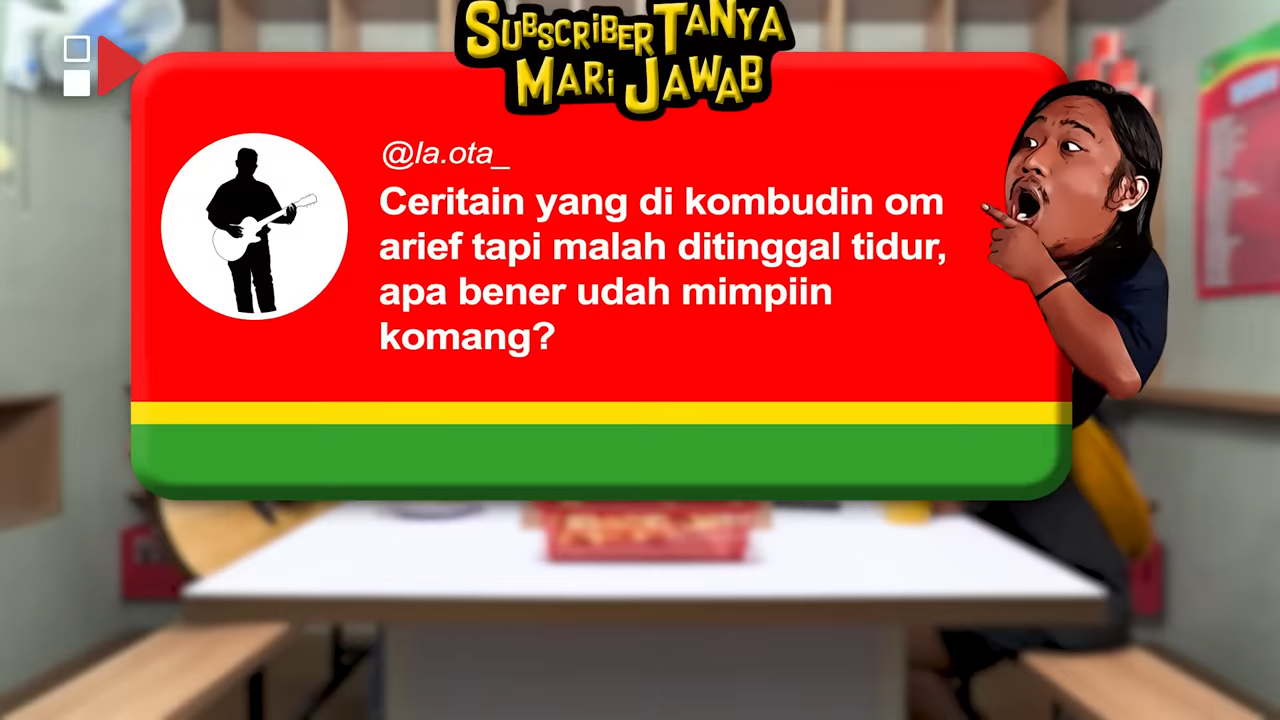 SUBSCRIBER TANYA
MARI JAWAB
@la.ota_
Ceritain yang di kombudin om
arief tapi malah ditinggal tidur,
apa bener udah mimpiin
komang?